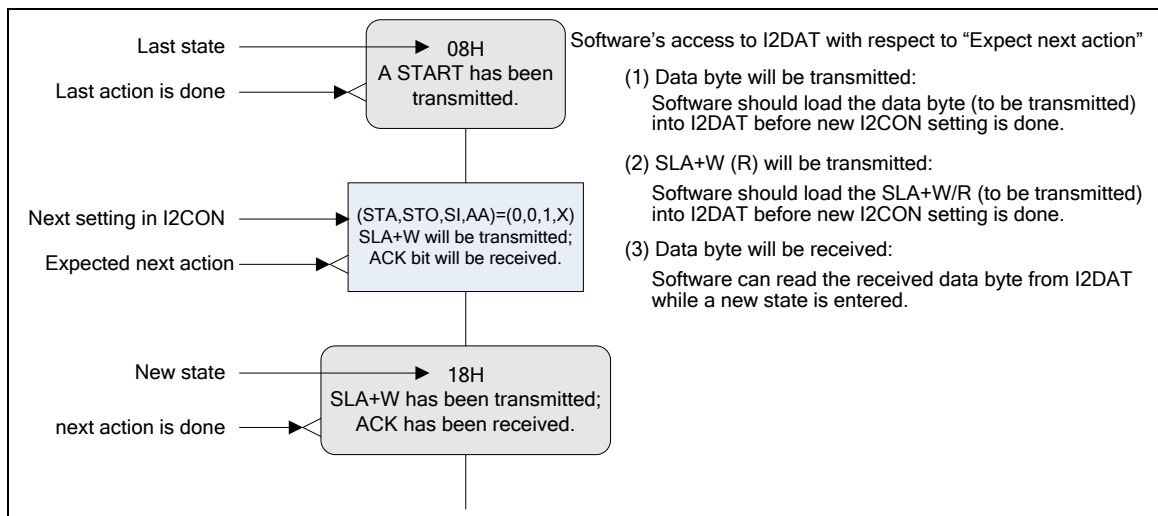 Last state
08H
Last action is done
A START has been
transmitted.
Next setting in I2CON
(STA,STO,SI,AA)=(0,0,1,X)
SLA+W will be transmitted;
ACK bit will be received.
Expected next action
New state
18H
SLA+W has been transmitted;
ACK has been received.
next action is done
Software's access to I2DAT with respect to “Expect next action”
(1) Data byte will be transmitted:
Software should load the data byte (to be transmitted)
into I2DAT before new I2CON setting is done.
(2) SLA+W (R) will be transmitted:
Software should load the SLA+W/R (to be transmitted)
into I2DAT before new I2CON setting is done.
(3) Data byte will be received:
Software can read the received data byte from I2DAT
while a new state is entered.